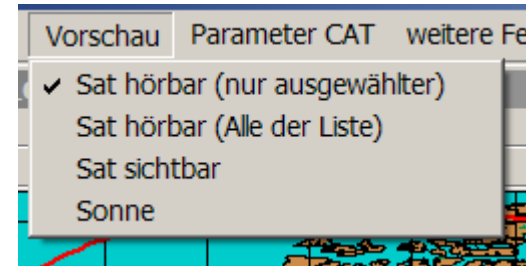 Vorschau Parameter CAT weitere Fe
✓ Sat hörbar (nur ausgewählter)
Sat hörbar (Alle der Liste)
Sat sichtbar
Sonne